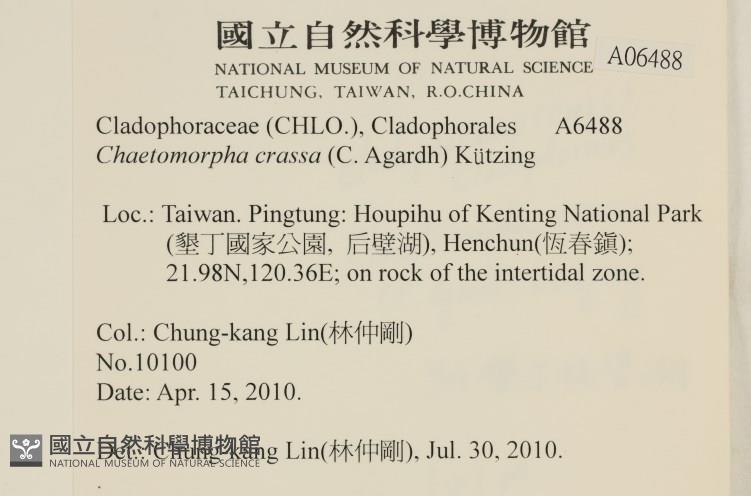 國立自然科學博物館
NATIONAL MUSEUM OF NATURAL SCIENCE
TAICHUNG, TAIWAN, R.O.CHINA
A06488
Cladophoraceae (CHLO.), Cladophorales A6488
Chaetomorpha crassa (C. Agardh) Kützing
Loc.: Taiwan. Pingtung: Houpihu of Kenting National Park
(墾丁國家公園, 后壁湖), Henchun(恆春鎮);
21.98N,120.36E; on rock of the intertidal zone.
Col.: Chung-kang Lin(林仲剛)
No.10100
Date: Apr. 15, 2010.
Det.: Chung-kang Lin(林仲剛), Jul. 30, 2010.
國立自然科學博物館
NATIONAL MUSEUM OF NATURAL SCIENCE